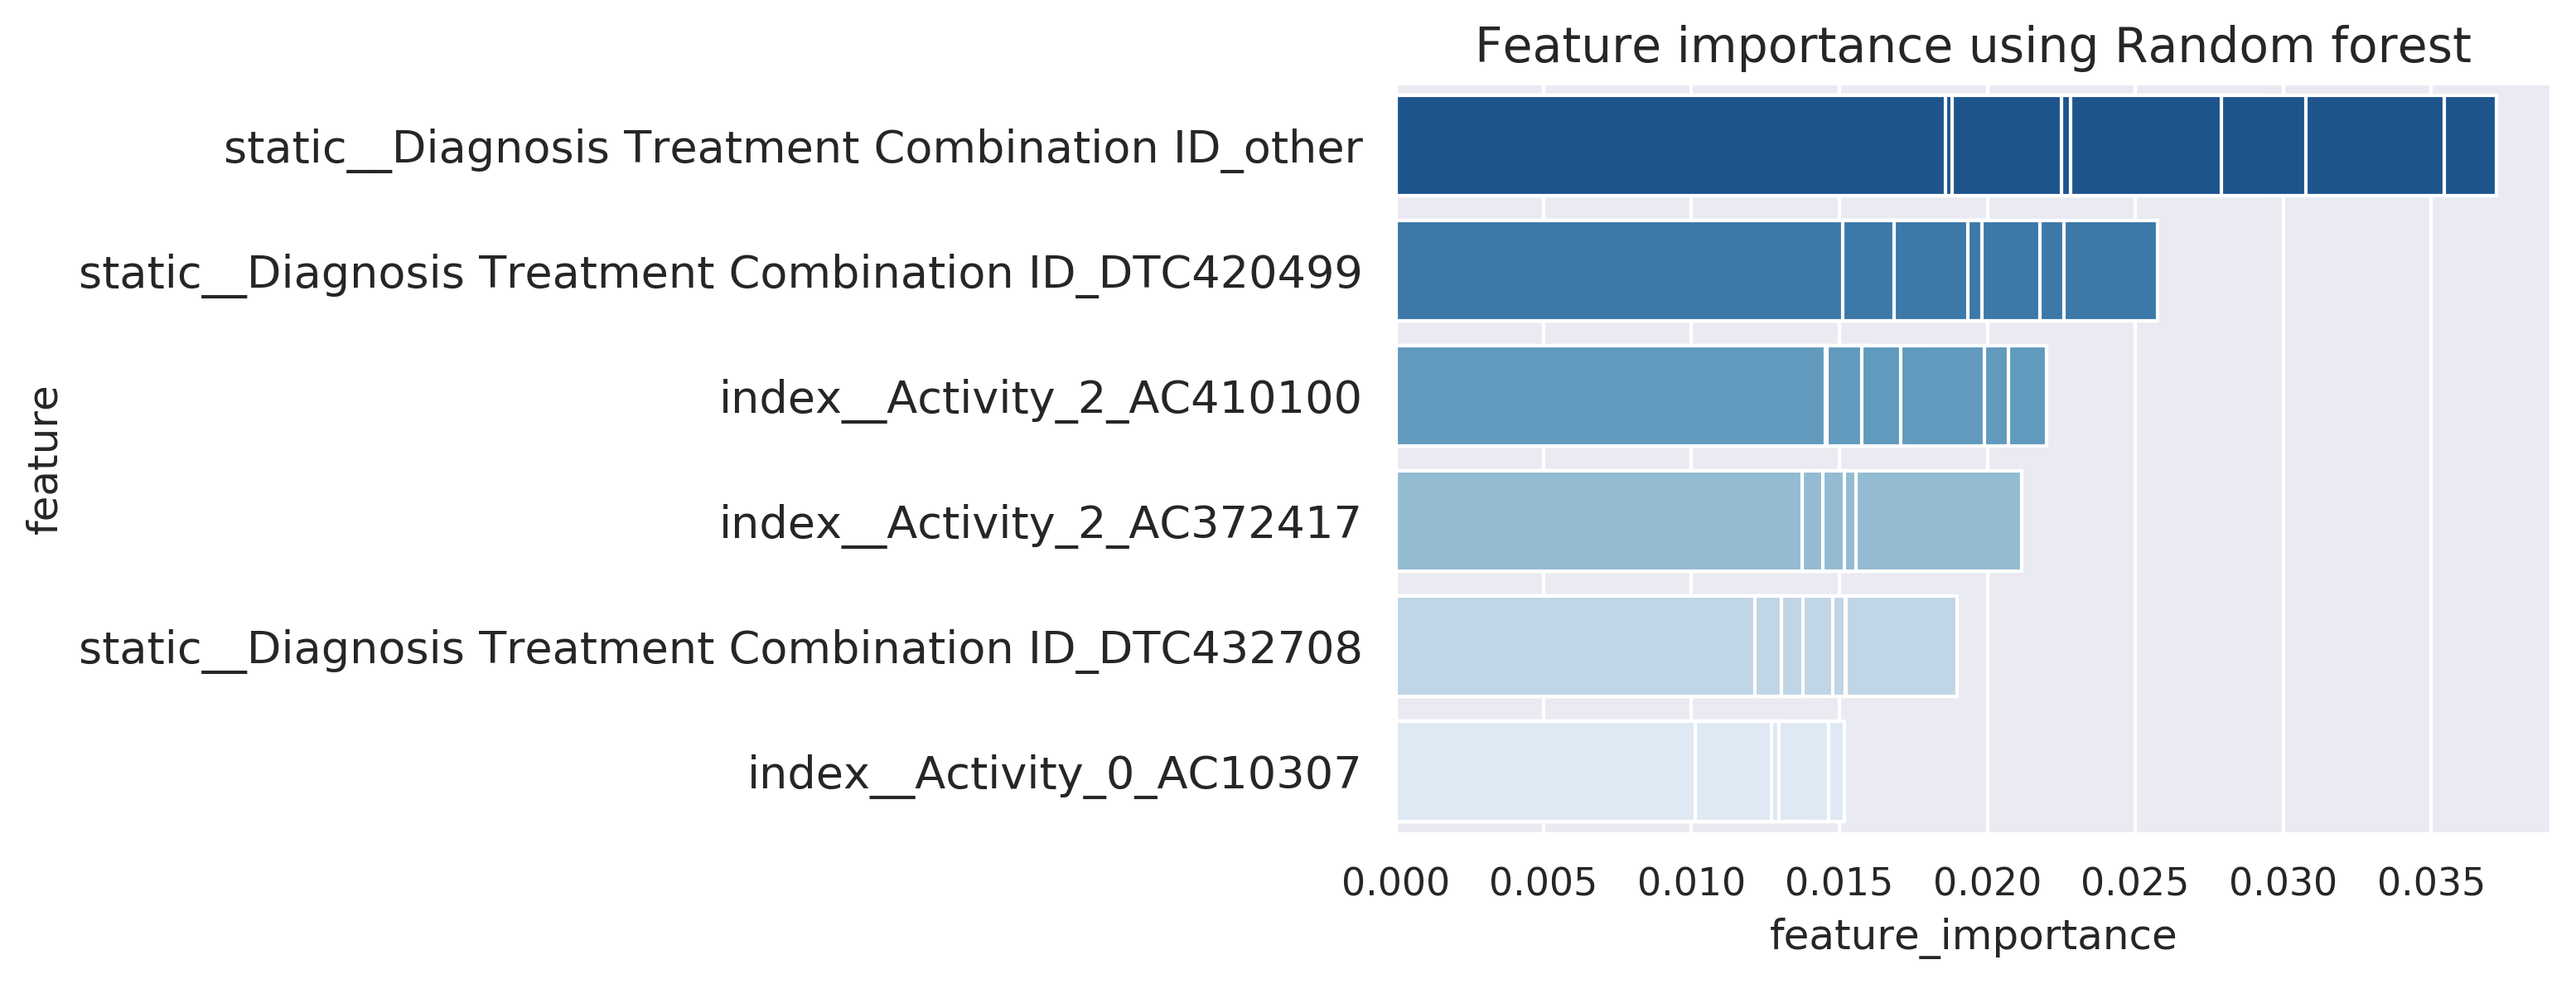 Feature importance using Random forest
static__Diagnosis Treatment Combination ID_other
static__Diagnosis Treatment Combination ID_DTC420499
index__Activity_2_AC410100
index__Activity_2_AC372417
static__Diagnosis Treatment Combination ID_DTC432708
index__Activity_0_AC10307
feature
0.000 0.005 0.010 0.015 0.020 0.025 0.030 0.035
feature_importance